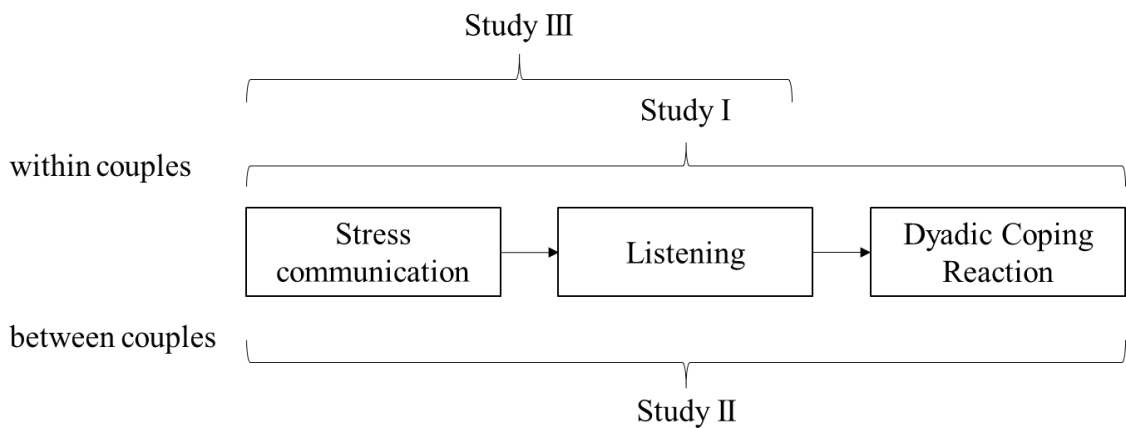 Study III
Study I
within couples
Stress
communication
Listening
Dyadic Coping
Reaction
between couples
Study II